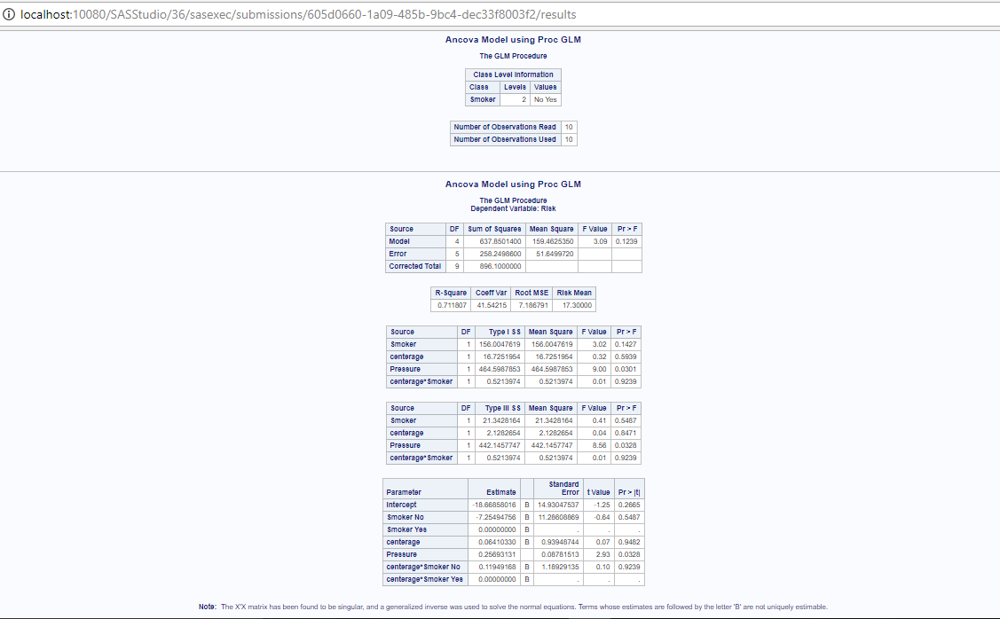 localhost:10080/SASStudio/36/sasexec/submissions/605d0660-1a09-485b-9bc4-dec33f8003f2/results
Ancova Model using Proc GLM
The GLM Procedure
Class Level Information
Class Levels Values
Smoker 2 No Yes
Number of Observations Read 10
Number of Observations Used 10
Ancova Model using Proc GLM
The GLM Procedure
Dependent Variable: Risk
Source DF Sum of Squares Mean Square F Value Pr > F
Model 4 637.8501400 159.4625350 3.09 0.1239
Error 5 258.2498600 51.6499720
Corrected Total 9 896.1000000
R-Square Coeff Var Root MSE Risk Mean
0.711807 41.54215 7.186791 17.30000
Source DF Type I SS Mean Square F Value Pr > F
Smoker 1 156.0047619 156.0047619 3.02 0.1427
centerage 1 16.7251954 16.7251954 0.32 0.5939
Pressure 1 464.5987853 464.5987853 9.00 0.0301
centerage*Smoker 1 0.5213974 0.5213974 0.01 0.9239
Source DF Type III SS Mean Square F Value Pr > F
Smoker 1 21.3428164 21.3428164 0.41 0.5487
centerage 1 2.1282654 2.1282654 0.04 0.8471
Pressure 1 442.1457747 442.1457747 8.56 0.0328
centerage*Smoker 1 0.5213974 0.5213974 0.01 0.9239
Parameter Estimate Standard Error t Value Pr > |t|
Intercept -18.66858016 B 14.93047537 -1.25 0.2665
Smoker No -7.25494756 B 11.28608869 -0.64 0.5487
Smoker Yes 0.00000000 B . . .
centerage 0.06410330 B 0.93948744 0.07 0.9482
Pressure 0.25693131 0.08781513 2.93 0.0328
centerage*Smoker No 0.11949168 B 1.18929135 0.10 0.9239
centerage*Smoker Yes 0.00000000 B . . .
Note: The X'X matrix has been found to be singular, and a generalized inverse was used to solve the normal equations. Terms whose estimates are followed by the letter 'B' are not uniquely estimable.